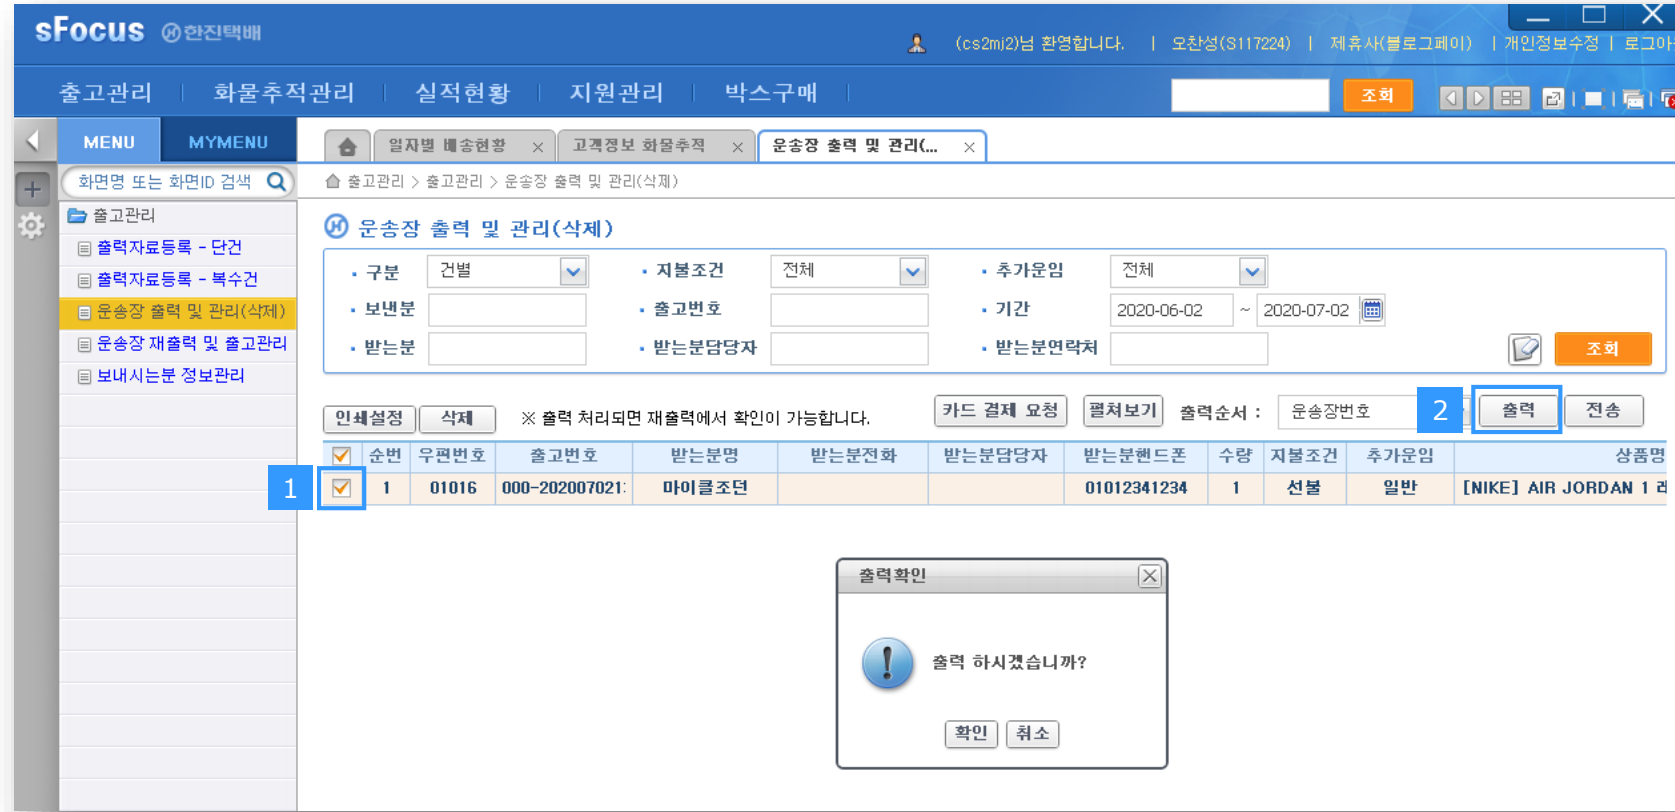 sFocus 한진택배
(cs2mj2)님 환영합니다. | 오찬성(S117224) | 제휴사(블로그페이) | 개인정보수정 | 로그아
출고관리 화물추적관리 실적현황 지원관리 박스구매 조회
MENU MYMENU
일자별 배송현황 고객정보 화물추적 운송장 출력 및 관리(...
화면명 또는 화면ID 검색
출고관리 > 출고관리 > 운송장 출력 및 관리(삭제)
출고관리
출력자료등록 - 단건
출력자료등록 - 복수건
운송장 출력 및 관리(삭제)
운송장 재출력 및 출고관리
보내시는분 정보관리
운송장 출력 및 관리(삭제)
구분 건별 지불조건 전체 추가운임 전체
보낸분 출고번호 기간 2020-06-02 ~ 2020-07-02
받는분 받는분담당자 받는분연락처 조회
인쇄설정 삭제 ※ 출력 처리되면 재출력에서 확인이 가능합니다. 카드 결제 요청 펼쳐보기 출력순서 : 운송장번호 2 출력 전송
순번 우편번호 출고번호 받는분명 받는분전화 받는분담당자 받는분핸드폰 수량 지불조건 추가운임 상품명
1 1 01016 000-202007021 마이클조던 01012341234 1 선불 일반 [NIKE] AIR JORDAN 1 레
출력확인
출력 하시겠습니까?
확인 취소